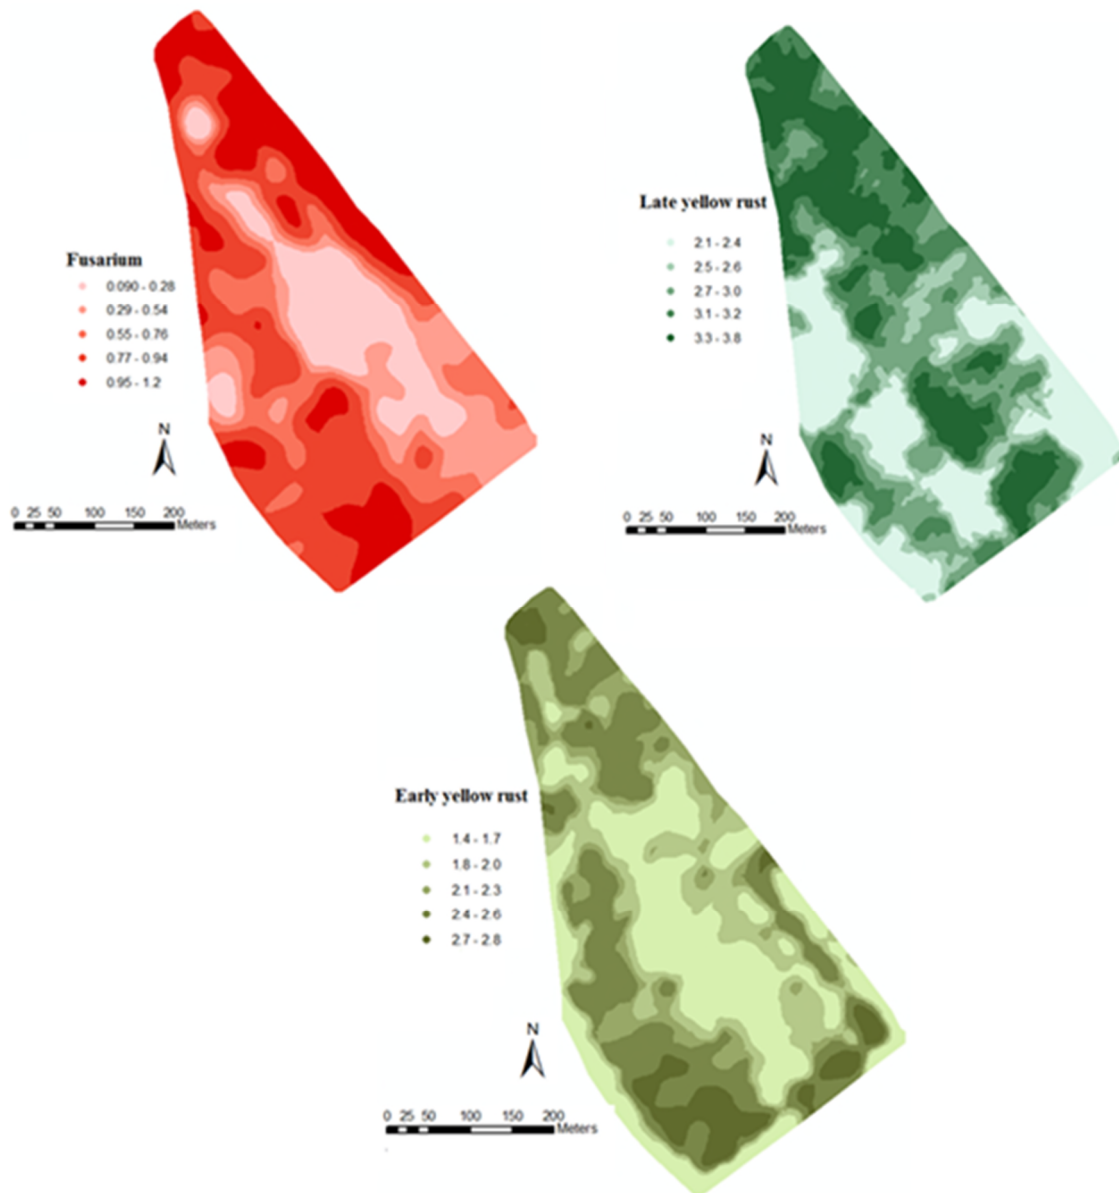 Fusarium
0.090 - 0.28
0.29 - 0.54
0.55 - 0.76
0.77 - 0.94
0.95 - 1.2
N
0 25 50 100 150 200
Meters
Late yellow rust
2.1 - 2.4
2.5 - 2.6
2.7 - 3.0
3.1 - 3.2
3.3 - 3.8
N
0 25 50 100 150 200
Meters
Early yellow rust
1.4 - 1.7
1.8 - 2.0
2.1 - 2.3
2.4 - 2.6
2.7 - 2.8
N
0 25 50 100 150 200
Meters